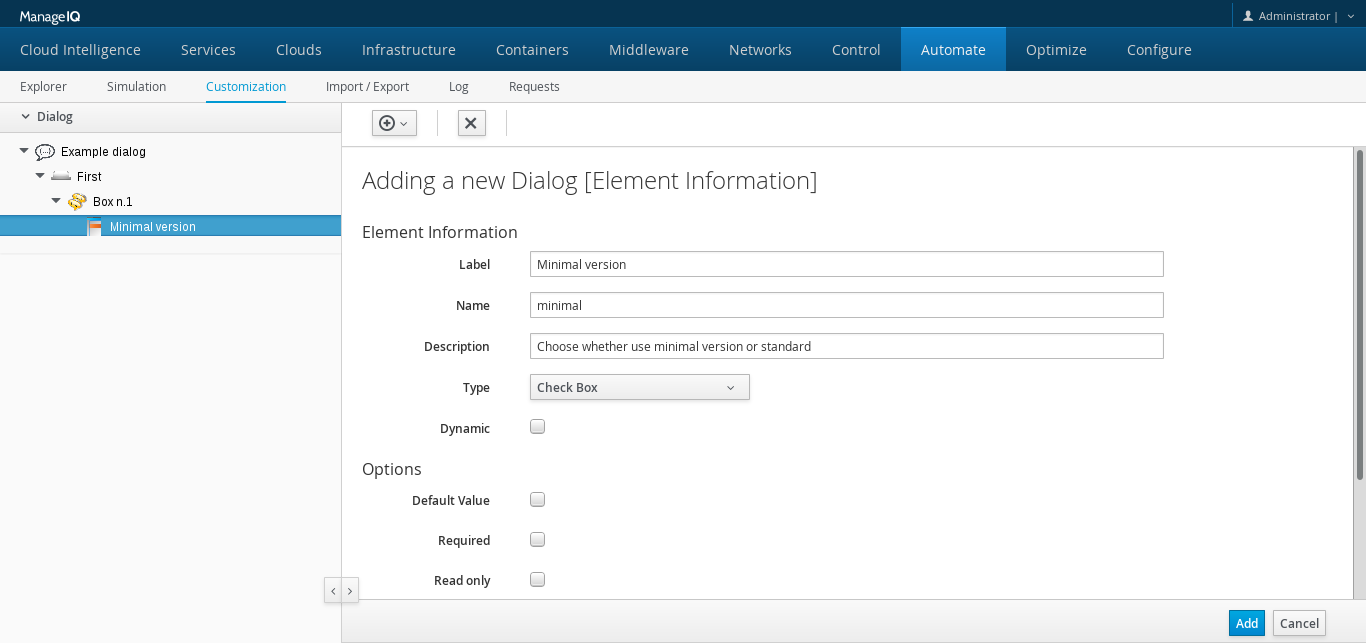 ManageIQ
Administrator |
Cloud Intelligence Services Clouds Infrastructure Containers Middleware Networks Control Automate Optimize Configure
Explorer Simulation Customization Import / Export Log Requests
Dialog
Example dialog
First
Box n.1
Minimal version
Adding a new Dialog [Element Information]
Element Information
Label Minimal version
Name minimal
Description Choose whether use minimal version or standard
Type Check Box
Dynamic
Options
Default Value
Required
Read only
Add Cancel